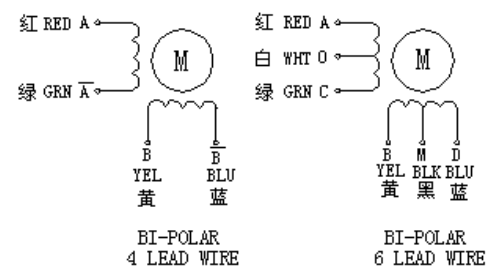 红 RED A
绿 GRN A̅
M
B
YEL
黄
B̅
BLU
蓝
BI-POLAR
4 LEAD WIRE
红 RED A
白 WHT O
绿 GRN C
M
B M D
YEL BLK BLU
黄 黑 蓝
BI-POLAR
6 LEAD WIRE